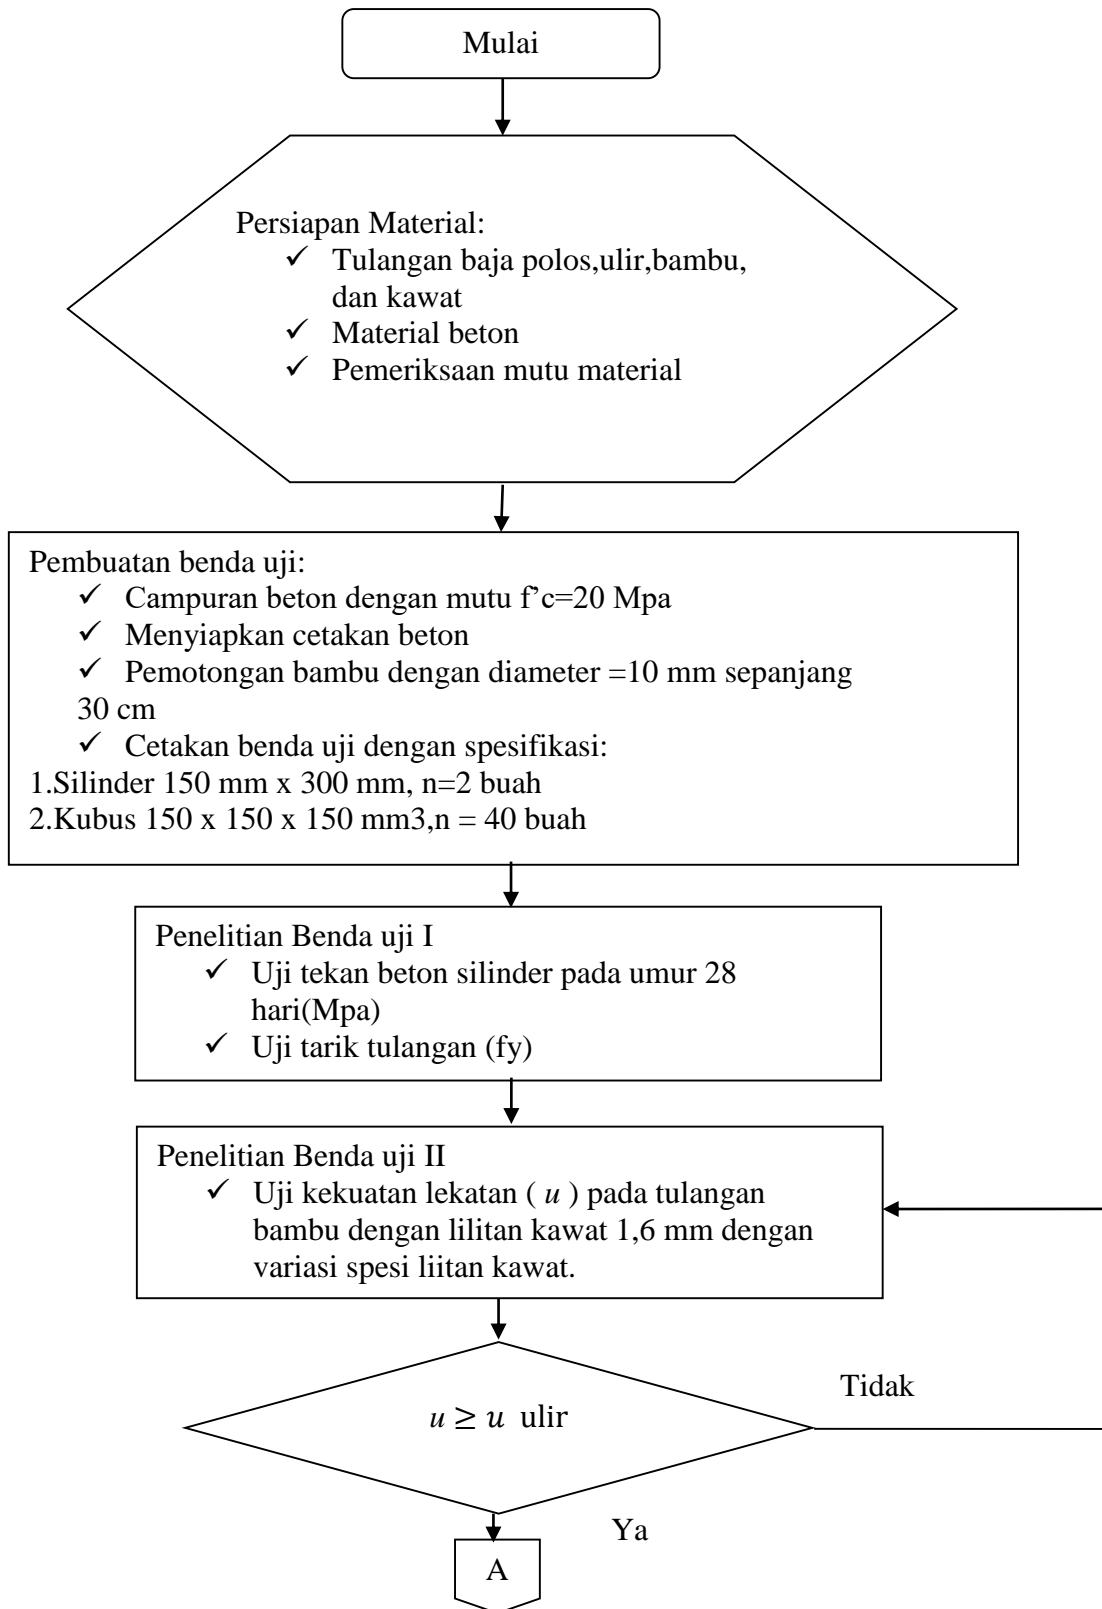 Mulai
Persiapan Material:
✓ Tulangan baja polos,ulir,bambu,
dan kawat
✓ Material beton
✓ Pemeriksaan mutu material
Pembuatan benda uji:
✓ Campuran beton dengan mutu f’c=20 Mpa
✓ Menyiapkan cetakan beton
✓ Pemotongan bambu dengan diameter =10 mm sepanjang
30 cm
✓ Cetakan benda uji dengan spesifikasi:
1.Silinder 150 mm x 300 mm, n=2 buah
2.Kubus 150 x 150 x 150 mm3,n = 40 buah
Penelitian Benda uji I
✓ Uji tekan beton silinder pada umur 28
hari(Mpa)
✓ Uji tarik tulangan (fy)
Penelitian Benda uji II
✓ Uji kekuatan lekatan ( u ) pada tulangan
bambu dengan lilitan kawat 1,6 mm dengan
variasi spesi liitan kawat.
Tidak
u ≥ u ulir
Ya
A